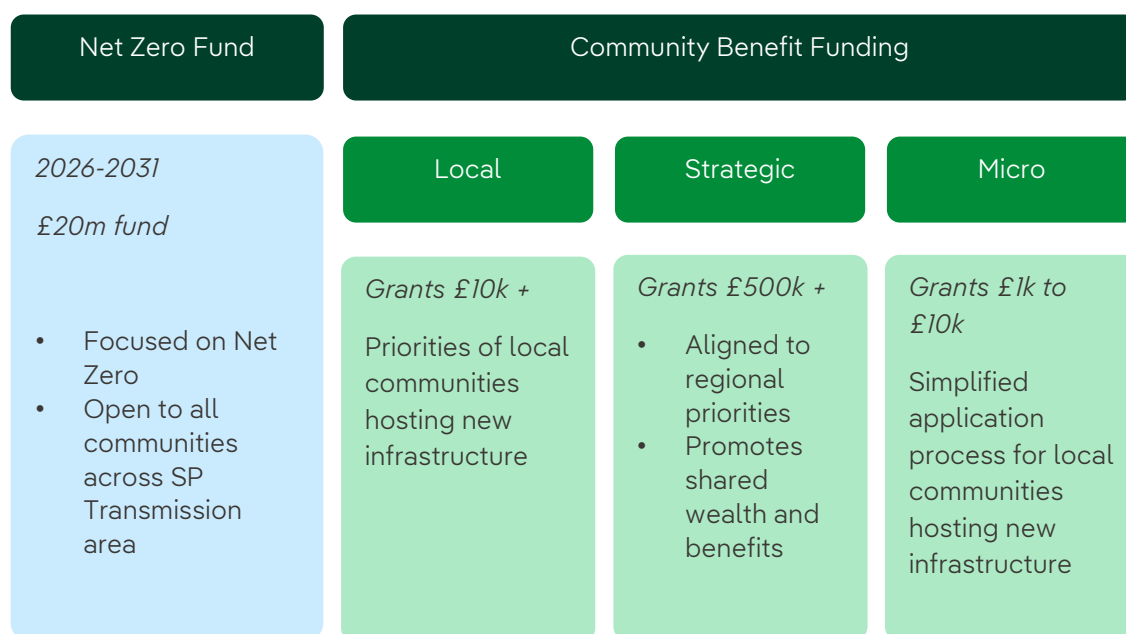 Net Zero Fund
Community Benefit Funding
2026-2031
£20m fund
• Focused on Net
Zero
• Open to all
communities
across SP
Transmission
area
Local
Grants £10k +
Priorities of local
communities
hosting new
infrastructure
Strategic
Grants £500k +
• Aligned to
regional
priorities
• Promotes
shared
wealth and
benefits
Micro
Grants £1k to
£10k
Simplified
application
process for local
communities
hosting new
infrastructure